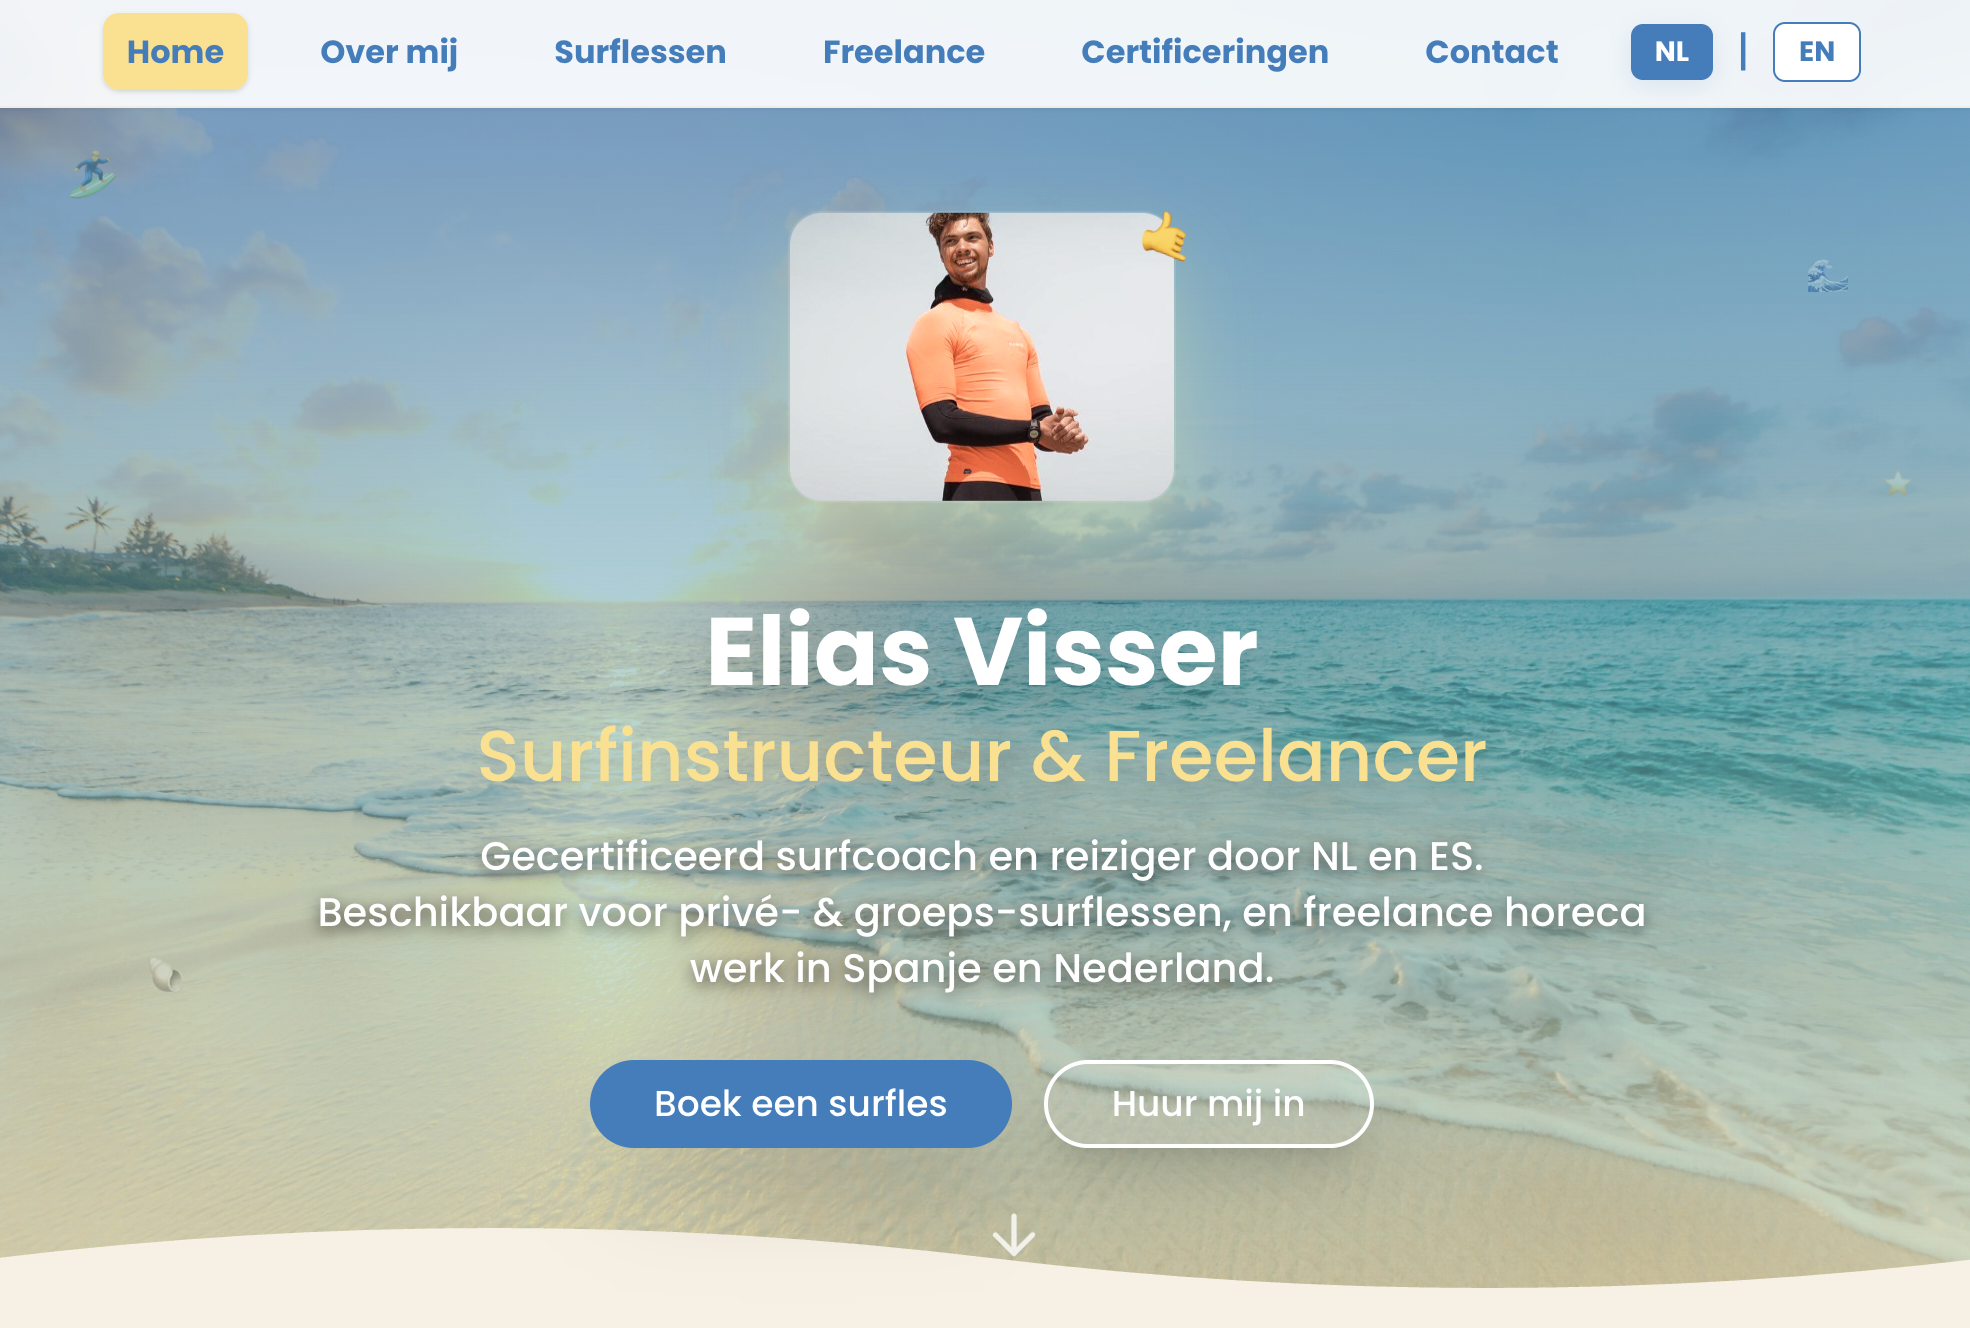 Home
Over mij
Surflessen
Freelance
Certificeringen
Contact
NL
|
EN
Elias Visser
Surfinstructeur & Freelancer
Gecertificeerd surfcoach en reiziger door NL en ES.
Beschikbaar voor privé- & groeps-surflessen, en freelance horeca
werk in Spanje en Nederland.
Boek een surfles
Huur mij in